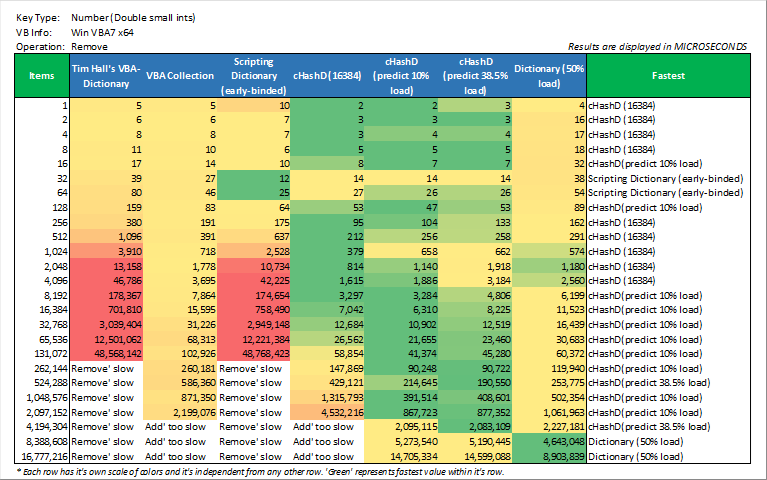 Key Type: Number (Double small ints)
VB Info: Win VBA7 x64
Operation: Remove
Results are displayed in MICROSECONDS
Items Tim Hall's VBA-Dictionary VBA Collection Scripting Dictionary (early-binded) cHashD (16384) cHashD (predict 10% load) cHashD (predict 38.5% load) Dictionary (50% load) Fastest
1 5 5 10 2 2 3 4 cHashD (16384)
2 6 6 7 3 3 3 16 cHashD (16384)
4 8 8 7 3 4 4 17 cHashD (16384)
8 11 10 6 5 5 5 18 cHashD (16384)
16 17 14 10 8 7 7 32 cHashD(predict 10% load)
32 39 27 12 14 14 14 38 Scripting Dictionary (early-binded)
64 80 46 25 27 26 26 54 Scripting Dictionary (early-binded)
128 159 83 64 53 47 53 89 cHashD(predict 10% load)
256 380 191 175 95 104 133 162 cHashD (16384)
512 1,096 391 637 212 256 258 291 cHashD (16384)
1,024 3,910 718 2,528 379 658 662 574 cHashD (16384)
2,048 13,158 1,778 10,734 814 1,140 1,918 1,180 cHashD (16384)
4,096 46,786 3,695 42,225 1,615 1,886 3,184 2,560 cHashD (16384)
8,192 178,367 7,864 174,654 3,297 3,284 4,806 6,199 cHashD(predict 10% load)
16,384 701,810 15,595 758,490 7,042 6,310 8,225 11,523 cHashD(predict 10% load)
32,768 3,039,404 31,226 2,949,148 12,684 10,902 12,519 16,439 cHashD(predict 10% load)
65,536 12,501,062 68,313 12,221,384 26,562 21,655 23,460 30,683 cHashD(predict 10% load)
131,072 48,568,142 102,926 48,768,423 58,854 41,374 45,280 60,372 cHashD(predict 10% load)
262,144 Remove' slow 260,181 Remove' slow 147,869 90,248 90,722 119,940 cHashD(predict 10% load)
524,288 Remove' slow 586,360 Remove' slow 429,121 214,645 190,550 253,775 cHashD(predict 38.5% load)
1,048,576 Remove' slow 871,350 Remove' slow 1,315,793 391,514 408,601 502,354 cHashD(predict 10% load)
2,097,152 Remove' slow 2,199,076 Remove' slow 4,532,216 867,723 877,352 1,061,963 cHashD(predict 10% load)
4,194,304 Remove' slow Add' too slow Remove' slow Add' too slow 2,095,115 2,083,109 2,227,181 cHashD(predict 38.5% load)
8,388,608 Remove' slow Add' too slow Remove' slow Add' too slow 5,273,540 5,190,445 4,643,048 Dictionary (50% load)
16,777,216 Remove' slow Add' too slow Remove' slow Add' too slow 14,705,334 14,599,088 8,903,839 Dictionary (50% load)
* Each row has it's own scale of colors and it's independent from any other row. 'Green' represents fastest value within it's row.